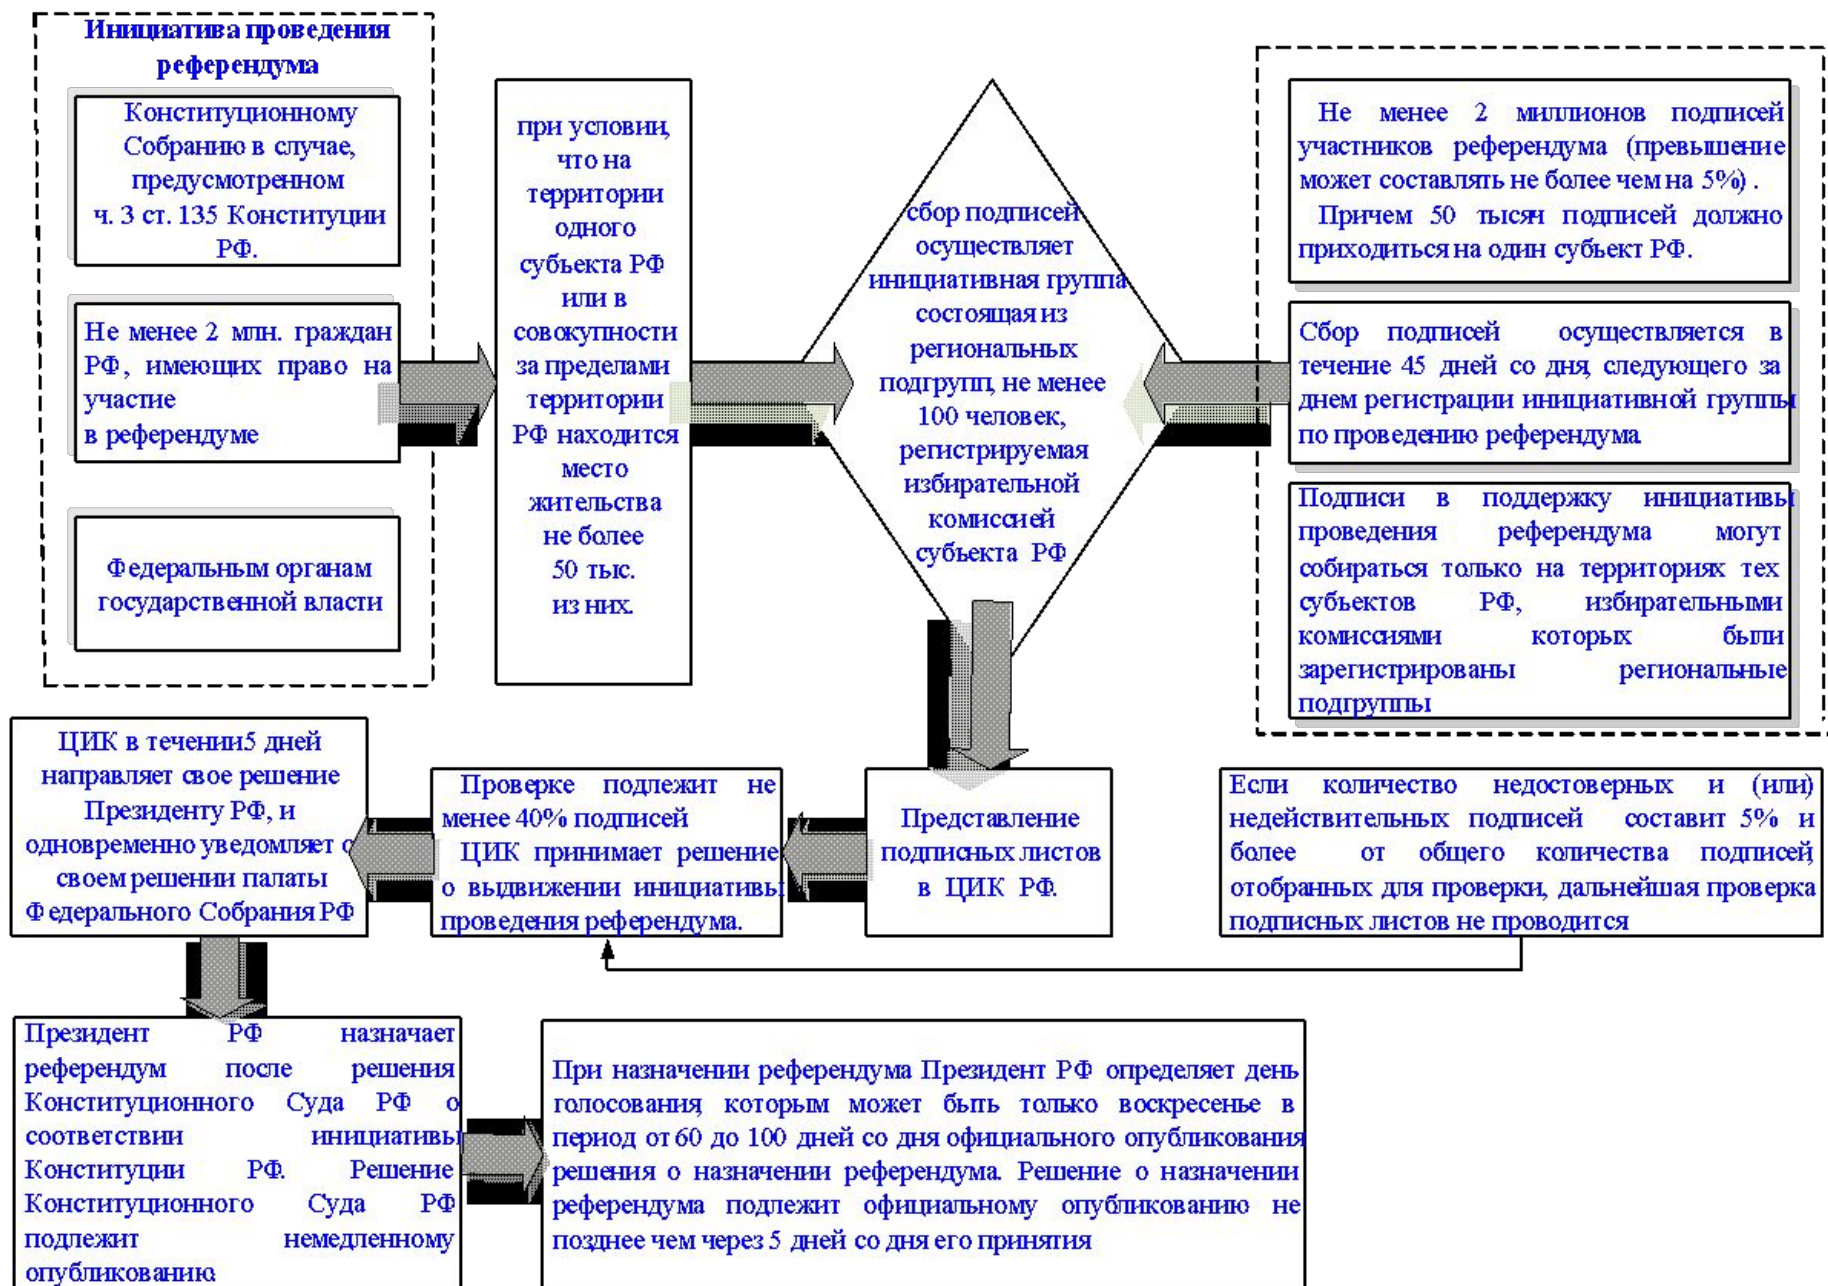 Инициатива проведения
референдума
Конституционному
Собранию в случае,
предусмотренном
ч. 3 ст. 135 Конституции
РФ.
Не менее 2 млн. граждан
РФ, имеющих право на
участие
в референдуме
Федеральным органам
государственной власти
при условии,
что на
территории
одного
субъекта РФ
или в
совокупности
за пределами
территории
РФ находится
место
жительства
не более
50 тыс.
из них.
сбор подписей
осуществляет
инициативная группа
состоящая из
региональных
подгрупп, не менее
100 человек,
регистрируемая
избирательной
комиссией
субъекта РФ
Не менее 2 миллионов подписей
участников референдума (превышение
может составлять не более чем на 5%) .
Причем 50 тысяч подписей должно
приходиться на один субъект РФ.
Сбор подписей осуществляется в
течение 45 дней со дня, следующего за
днем регистрации инициативной группы
по проведению референдума
Подписи в поддержку инициативы
проведения референдума могут
собираться только на территориях тех
субъектов РФ, избирательными
комиссиями которых были
зарегистрированы региональные
подгруппы
ЦИК в течении 5 дней
направляет свое решение
Президенту РФ, и
одновременно уведомляет о
своем решении палаты
Федерального Собрания РФ
Проверке подлежит не
менее 40% подписей
ЦИК принимает решение
о выдвижении инициативы
проведения референдума.
Представление
подписных листов
в ЦИК РФ.
Если количество недостоверных и (или)
недействительных подписей составит 5% и
более от общего количества подписей,
отобранных для проверки, дальнейшая проверка
подписных листов не проводится
Президент РФ назначает
референдум после решения
Конституционного Суда РФ о
соответствии инициативы
Конституции РФ. Решение
Конституционного Суда РФ
подлежит немедленному
опубликованию.
При назначении референдума Президент РФ определяет день
голосования, которым может быть только воскресенье в
период от 60 до 100 дней со дня официального опубликования
решения о назначении референдума. Решение о назначении
референдума подлежит официальному опубликованию не
позднее чем через 5 дней со дня его принятия